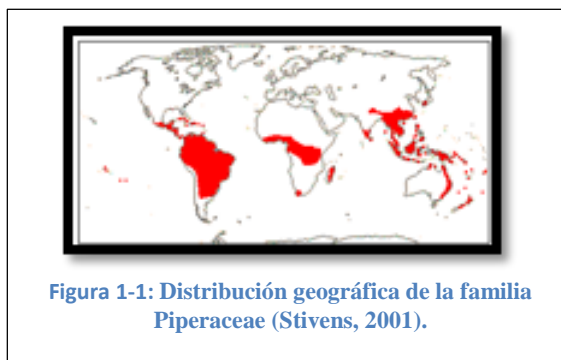 Figura 1-1: Distribución geográfica de la familia
Piperaceae (Stivens, 2001).